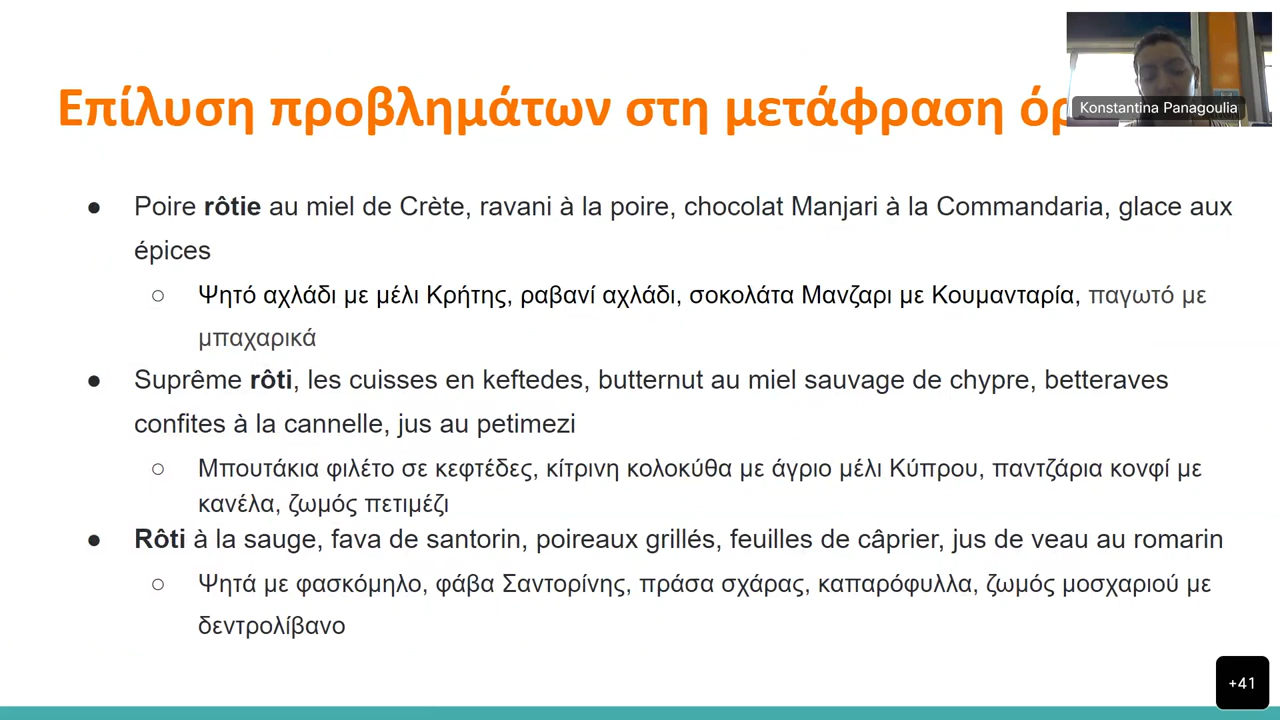 Επίλυση προβλημάτων στη μετάφραση
Konstantina Panagoulia
● Poire rôtie au miel de Crète, ravani à la poire, chocolat Manjari à la Commandaria, glace aux
épices
○ Ψητό αχλάδι με μέλι Κρήτης, ραβανί αχλάδι, σοκολάτα Μανζαρι με Κουμανταρία, παγωτό με
μπαχαρικά
● Suprême rôti, les cuisses en keftedes, butternut au miel sauvage de chypre, betteraves
confites à la cannelle, jus au petimezi
○ Μπουτάκια φιλέτο σε κεφτέδες, κίτρινη κολοκύθα με άγριο μέλι Κύπρου, παντζάρια κονφί με
κανέλα, ζωμός πετιμέζι
● Rôti à la sauge, fava de santorin, poireaux grillés, feuilles de câprier, jus de veau au romarin
○ Ψητά με φασκόμηλο, φάβα Σαντορίνης, πράσα σχάρας, καπαρόφυλλα, ζωμός μοσχαριού με
δεντρολίβανο
+41